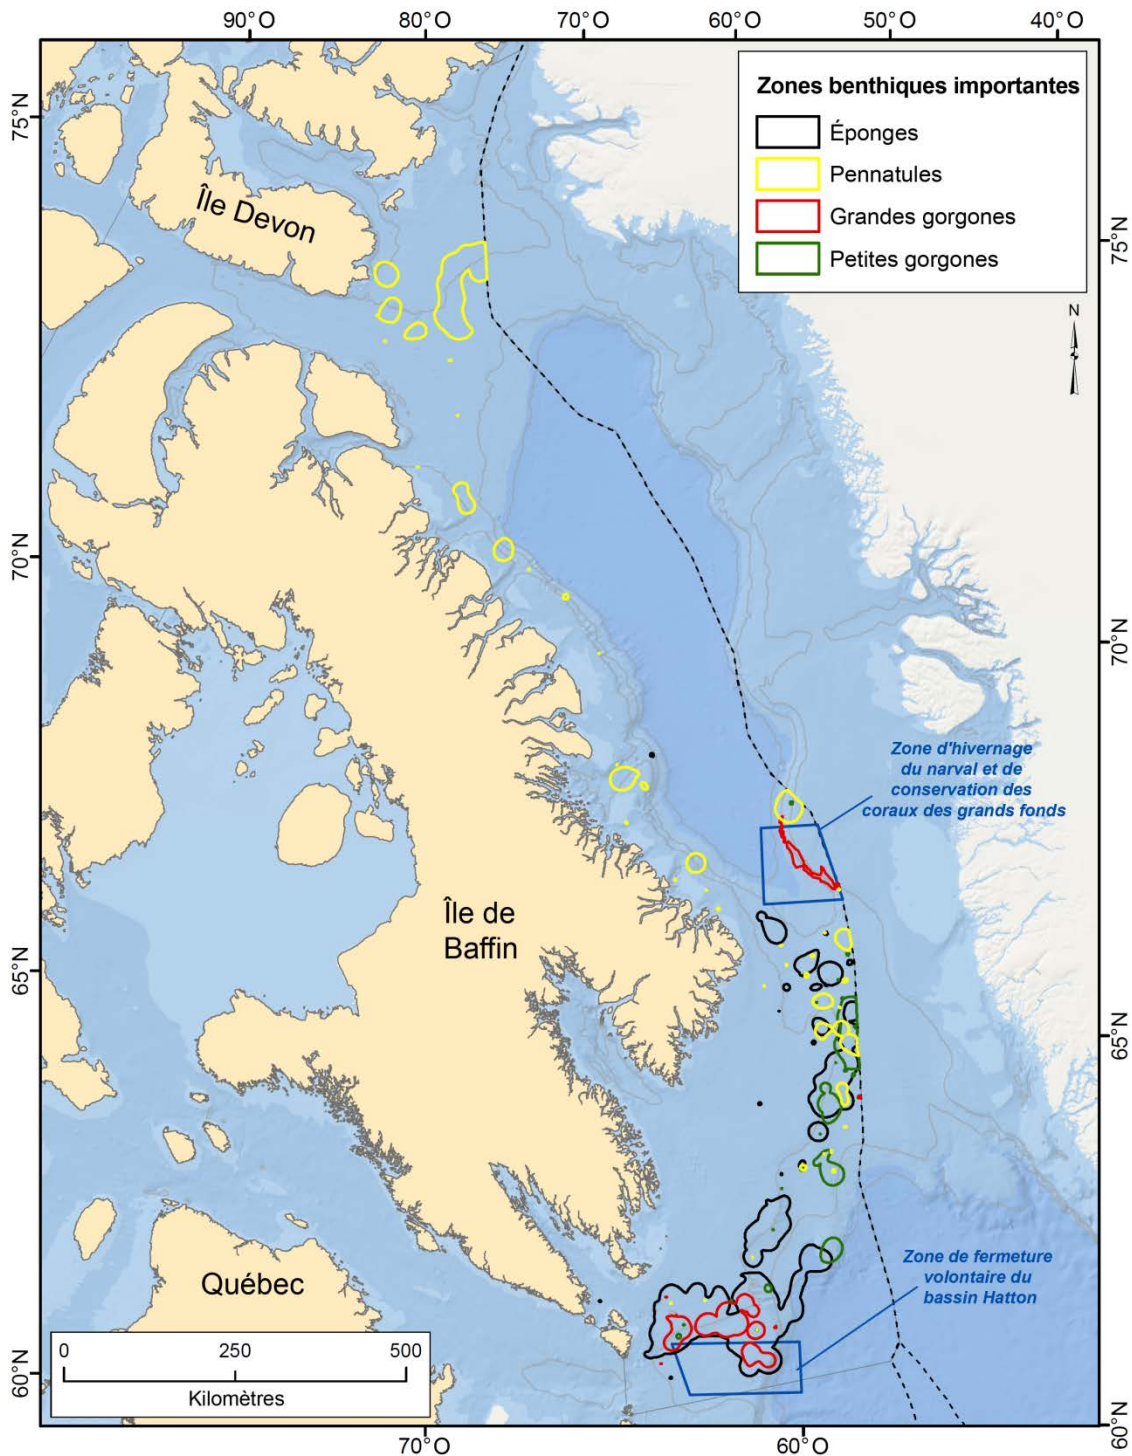 90°O
80°O
70°O
60°O
50°O
40°O
75°N
70°N
65°N
60°N
Zones benthiques importantes
Éponges
Pennatules
Grandes gorgones
Petites gorgones
N
75°N
70°N
65°N
60°N
Île Devon
Zone d'hivernage
du narval et de
conservation des
coraux des grands fonds
Île de
Baffin
Zone de fermeture
volontaire du
bassin Hatton
Québec
0
250
500
Kilomètres
70°O
60°O